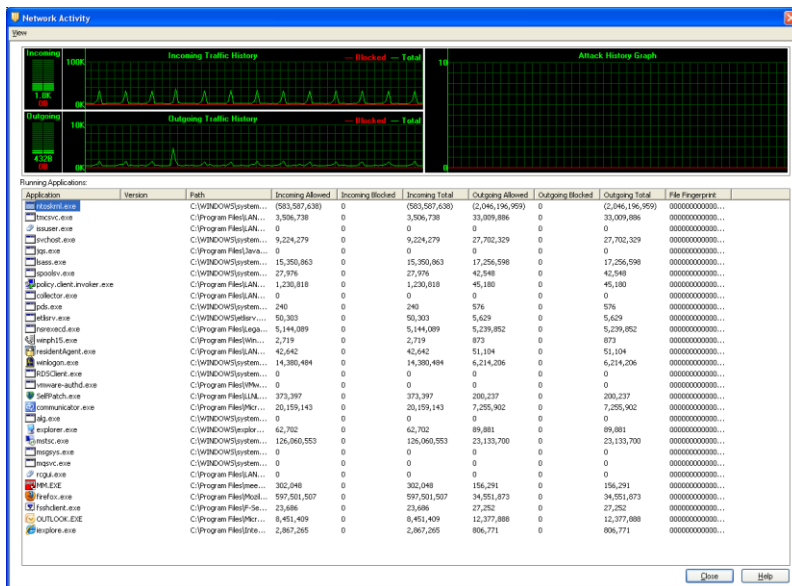 Network Activity
View
Incoming
1.8K
0B
100K
0K
Incoming Traffic History
Blocked
Total
Outgoing
432B
0B
10K
0K
Outgoing Traffic History
Blocked
Total
Attack History Graph
10
0
Running Applications:
Application Version Path Incoming Allowed Incoming Blocked Incoming Total Outgoing Allowed Outgoing Blocked Outgoing Total File Fingerprint
ntoskrnl.exe C:\WINDOWS\system... (583,587,638) 0 (583,587,638) (2,046,196,959) 0 (2,046,196,959) 000000000000...
tmcsvc.exe C:\Program Files\LAN... 3,506,738 0 3,506,738 33,009,886 0 33,009,886 000000000000...
issuser.exe C:\Program Files\LAN... 0 0 0 0 0 0 000000000000...
svchost.exe C:\WINDOWS\system... 9,224,279 0 9,224,279 27,702,329 0 27,702,329 000000000000...
jqs.exe C:\Program Files\Java... 0 0 0 0 0 0 000000000000...
lsass.exe C:\WINDOWS\system... 15,350,863 0 15,350,863 17,256,598 0 17,256,598 000000000000...
spoolsv.exe C:\WINDOWS\system... 27,976 0 27,976 42,548 0 42,548 000000000000...
policy.client.invoker.exe C:\Program Files\LAN... 1,230,818 0 1,230,818 45,180 0 45,180 000000000000...
collector.exe C:\Program Files\LAN... 0 0 0 0 0 0 000000000000...
pds.exe C:\WINDOWS\system... 240 0 240 576 0 576 000000000000...
etlisrv.exe C:\WINDOWS\etlisrv.... 50,303 0 50,303 5,629 0 5,629 000000000000...
nsrexecd.exe C:\Program Files\Lega... 5,144,089 0 5,144,089 5,239,852 0 5,239,852 000000000000...
winph15.exe C:\Program Files\Win... 2,719 0 2,719 873 0 873 000000000000...
residentAgent.exe C:\Program Files\LAN... 42,642 0 42,642 51,104 0 51,104 000000000000...
winlogon.exe C:\WINDOWS\system... 14,380,484 0 14,380,484 6,214,206 0 6,214,206 000000000000...
RDSClient.exe C:\WINDOWS\system... 0 0 0 0 0 0 000000000000...
vmware-authd.exe C:\Program Files\VMw... 0 0 0 0 0 0 000000000000...
SelfPatch.exe C:\Program Files\LLNL... 373,397 0 373,397 200,237 0 200,237 000000000000...
communicator.exe C:\Program Files\Micr... 20,159,143 0 20,159,143 7,255,902 0 7,255,902 000000000000...
alg.exe C:\WINDOWS\system... 0 0 0 0 0 0 000000000000...
explorer.exe C:\WINDOWS\explor... 62,702 0 62,702 89,881 0 89,881 000000000000...
mstsc.exe C:\WINDOWS\system... 126,060,553 0 126,060,553 23,133,700 0 23,133,700 000000000000...
msgsys.exe C:\WINDOWS\system... 0 0 0 0 0 0 000000000000...
mqsvc.exe C:\WINDOWS\system... 0 0 0 0 0 0 000000000000...
rcgui.exe C:\Program Files\LAN... 0 0 0 0 0 0 000000000000...
MM.EXE C:\Program Files\mee... 302,048 0 302,048 156,291 0 156,291 000000000000...
firefox.exe C:\Program Files\Mozil... 597,501,507 0 597,501,507 34,551,873 0 34,551,873 000000000000...
fsshclient.exe C:\Program Files\F-Se... 23,686 0 23,686 27,252 0 27,252 000000000000...
OUTLOOK.EXE C:\Program Files\Micr... 8,451,409 0 8,451,409 12,377,888 0 12,377,888 000000000000...
iexplore.exe C:\Program Files\Inte... 2,867,265 0 2,867,265 806,771 0 806,771 000000000000...
Close Help